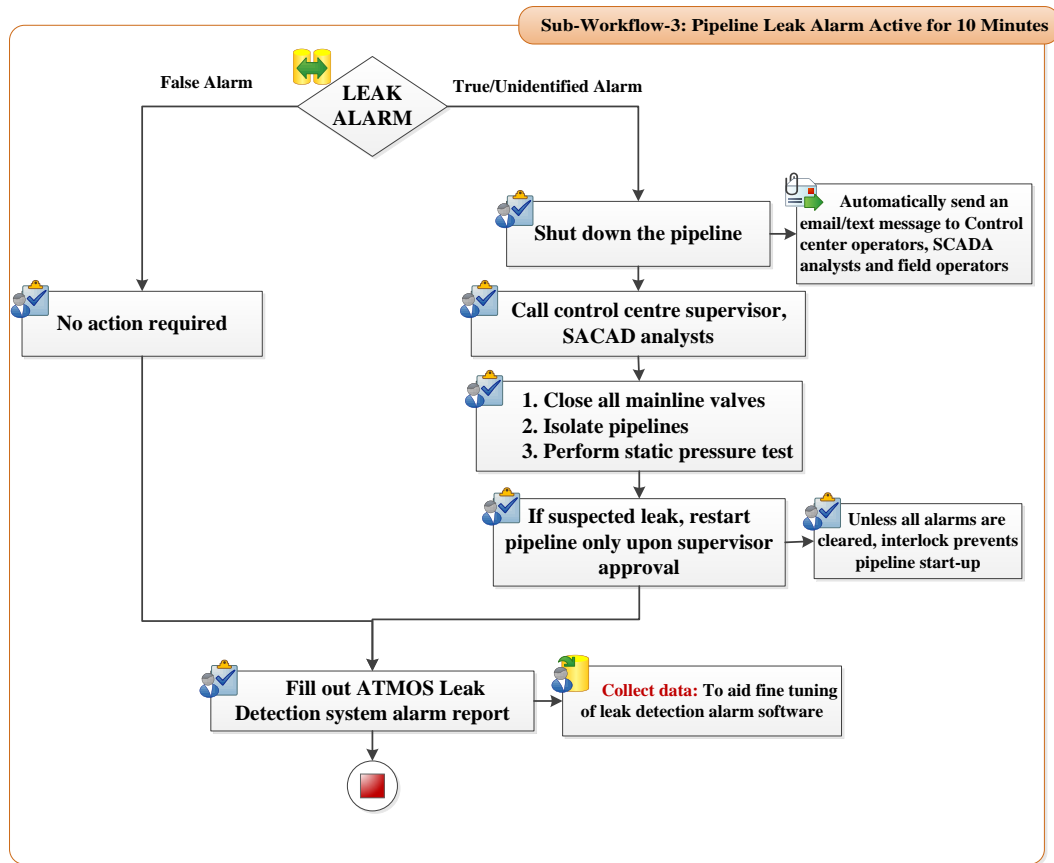 Sub-Workflow-3: Pipeline Leak Alarm Active for 10 Minutes
False Alarm
LEAK
ALARM
True/Unidentified Alarm
Shut down the pipeline
Automatically send an
email/text message to Control
center operators, SCADA
analysts and field operators
No action required
Call control centre supervisor,
SACAD analysts
1. Close all mainline valves
2. Isolate pipelines
3. Perform static pressure test
If suspected leak, restart
pipeline only upon supervisor
approval
Unless all alarms are
cleared, interlock prevents
pipeline start-up
Fill out ATMOS Leak
Detection system alarm report
Collect data: To aid fine tuning
of leak detection alarm software